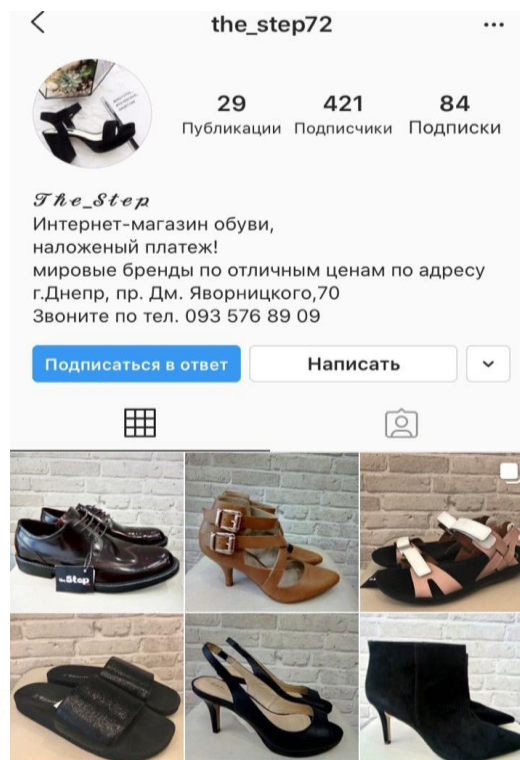 the_step72
29 421 84
Публикации Подписчики Подписки
𝒯𝒽𝑒_𝒮𝓉𝑒𝓅
Интернет-магазин обуви,
наложеный платеж!
мировые бренды по отличным ценам по адресу
г.Днепр, пр. Дм. Яворницкого,70
Звоните по тел. 093 576 89 09
Подписаться в ответ Написать
the Step